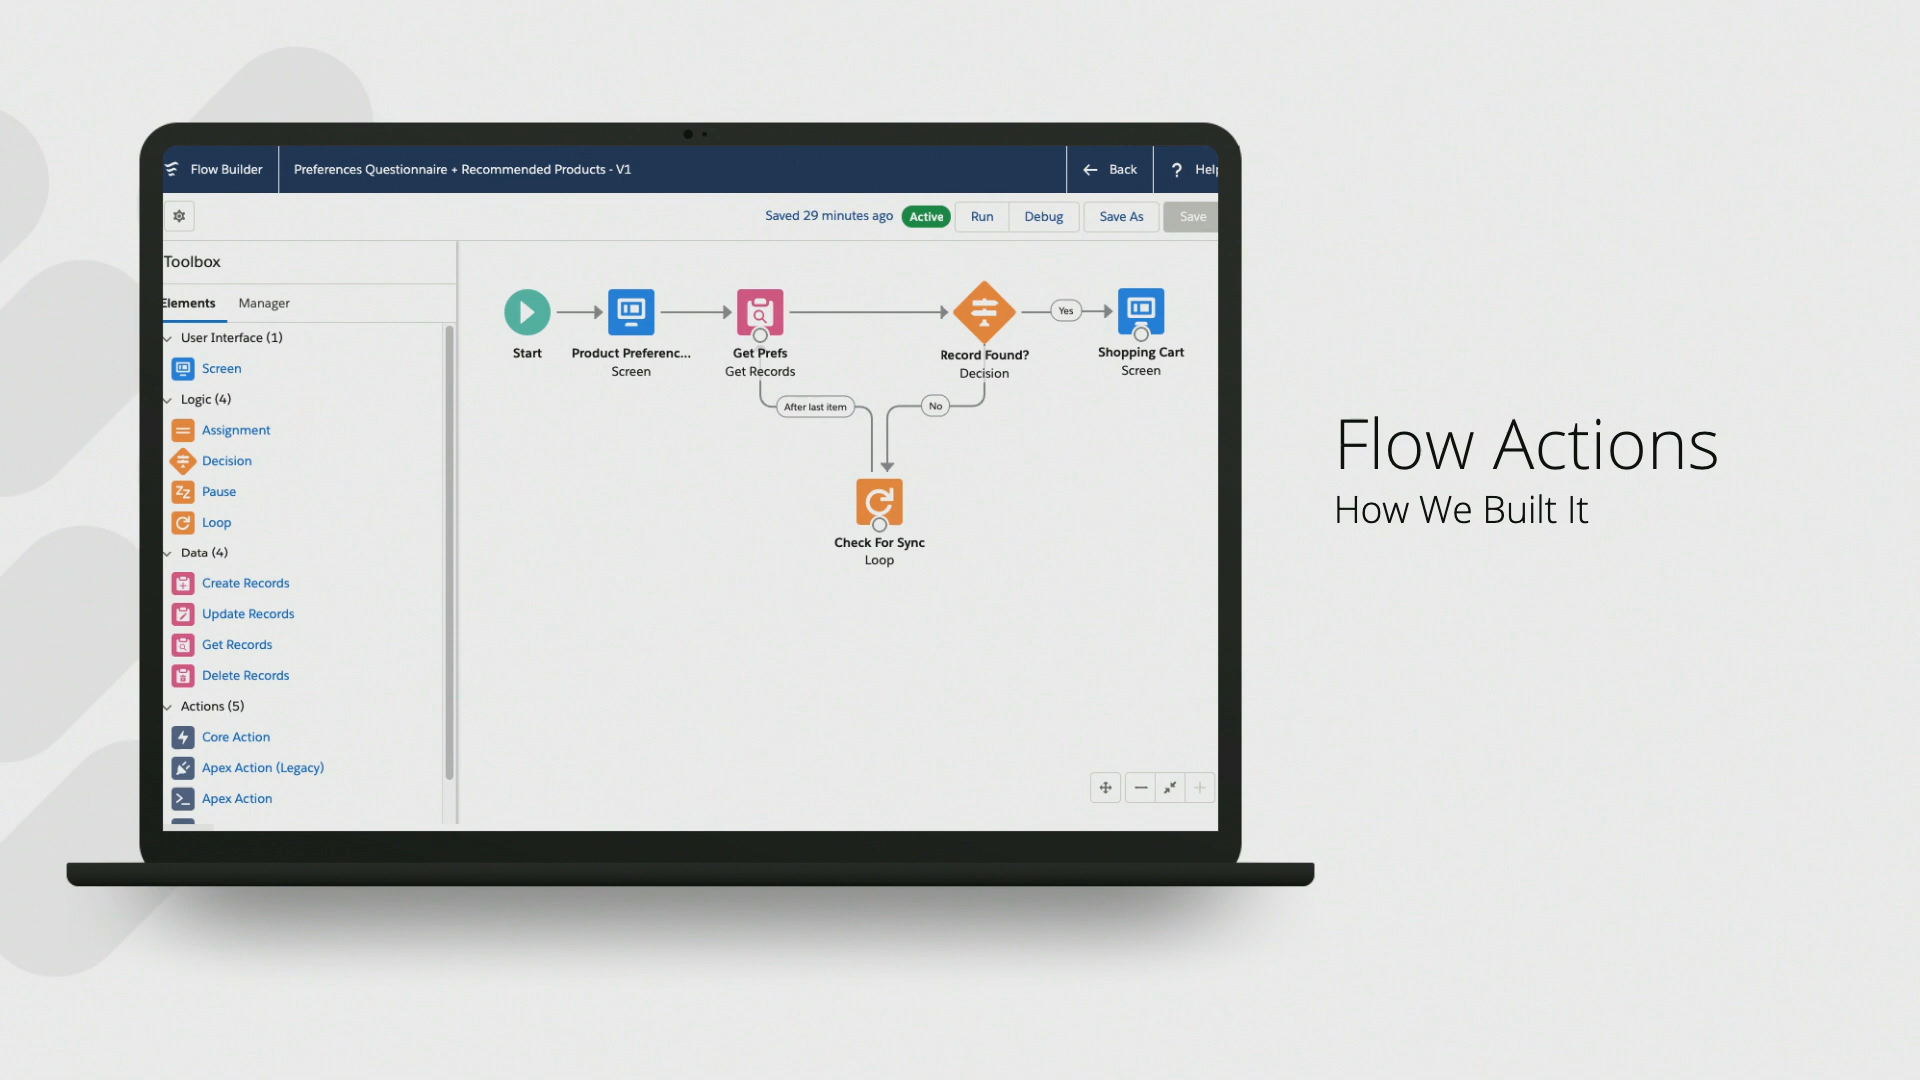 Flow Builder
Preferences Questionnaire + Recommended Products - V1
Back
? Help
Saved 29 minutes ago
Active
Run
Debug
Save As
Save
Toolbox
Elements
Manager
User Interface (1)
Screen
Logic (4)
Assignment
Decision
Pause
Loop
Data (4)
Create Records
Update Records
Get Records
Delete Records
Actions (5)
Core Action
Apex Action (Legacy)
Apex Action
Start
Product Preferenc...
Screen
Get Prefs
Get Records
Record Found?
Decision
Yes
Shopping Cart
Screen
After last item
No
Check For Sync
Loop
Flow Actions
How We Built It